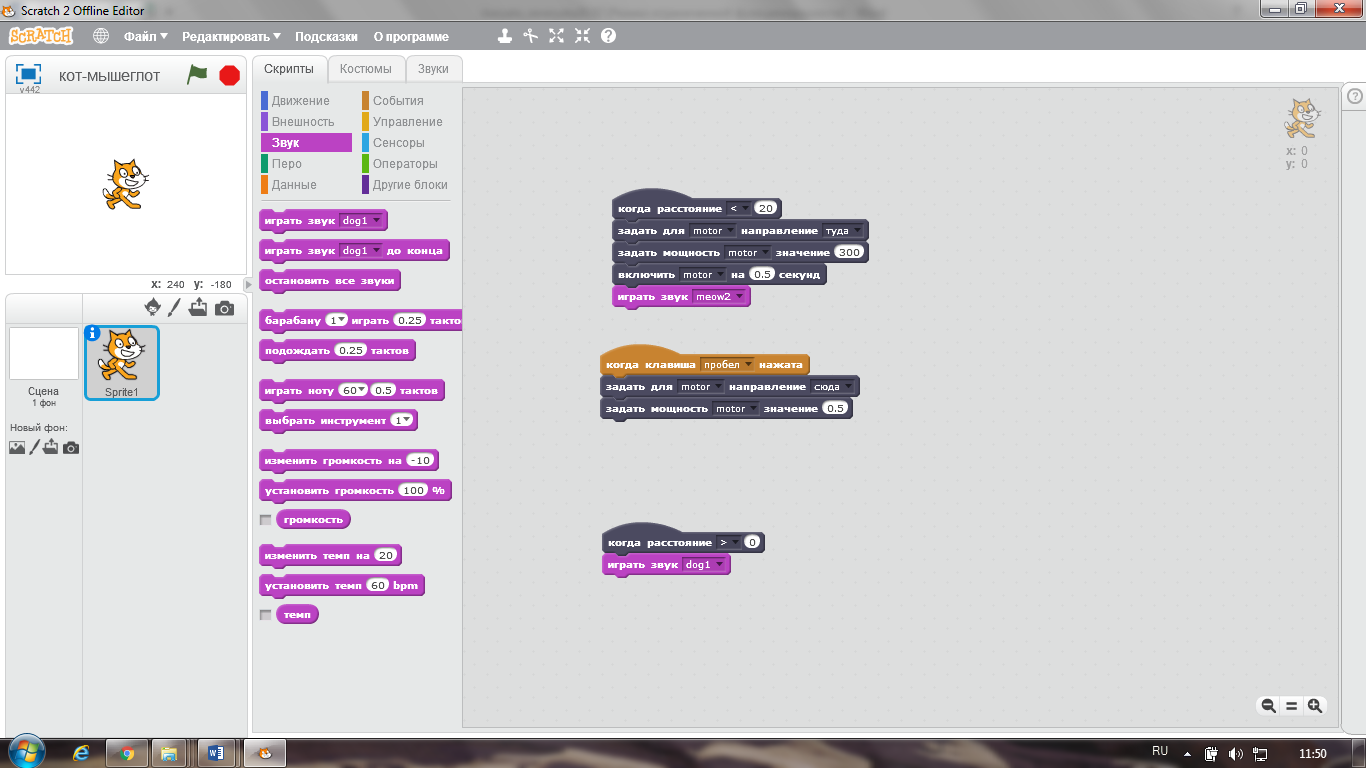 Scratch 2 Offline Editor
SCRATCH Файл Редактировать Подсказки О программе
кот-мышеглот
v442
Скрипты Костюмы Звуки
Движение События
Внешность Управление
Звук Сенсоры
Перо Операторы
Данные Другие блоки
играть звук dog1
играть звук dog1 до конца
остановить все звуки
барабану 1 играть 0.25 такто
подождать 0.25 тактов
играть ноту 60 0.5 тактов
выбрать инструмент 1
изменить громкость на -10
установить громкость 100 %
громкость
изменить темп на 20
установить темп 60 bpm
темп
x: 240 y: -180
Sprite1
Сцена
1 фон
Новый фон:
x: 0
y: 0
когда расстояние < 20
задать для motor направление туда
задать мощность motor значение 300
включить motor на 0.5 секунд
играть звук meow2
когда клавиша пробел нажата
задать для motor направление сюда
задать мощность motor значение 0.5
когда расстояние > 0
играть звук dog1
RU 11:50